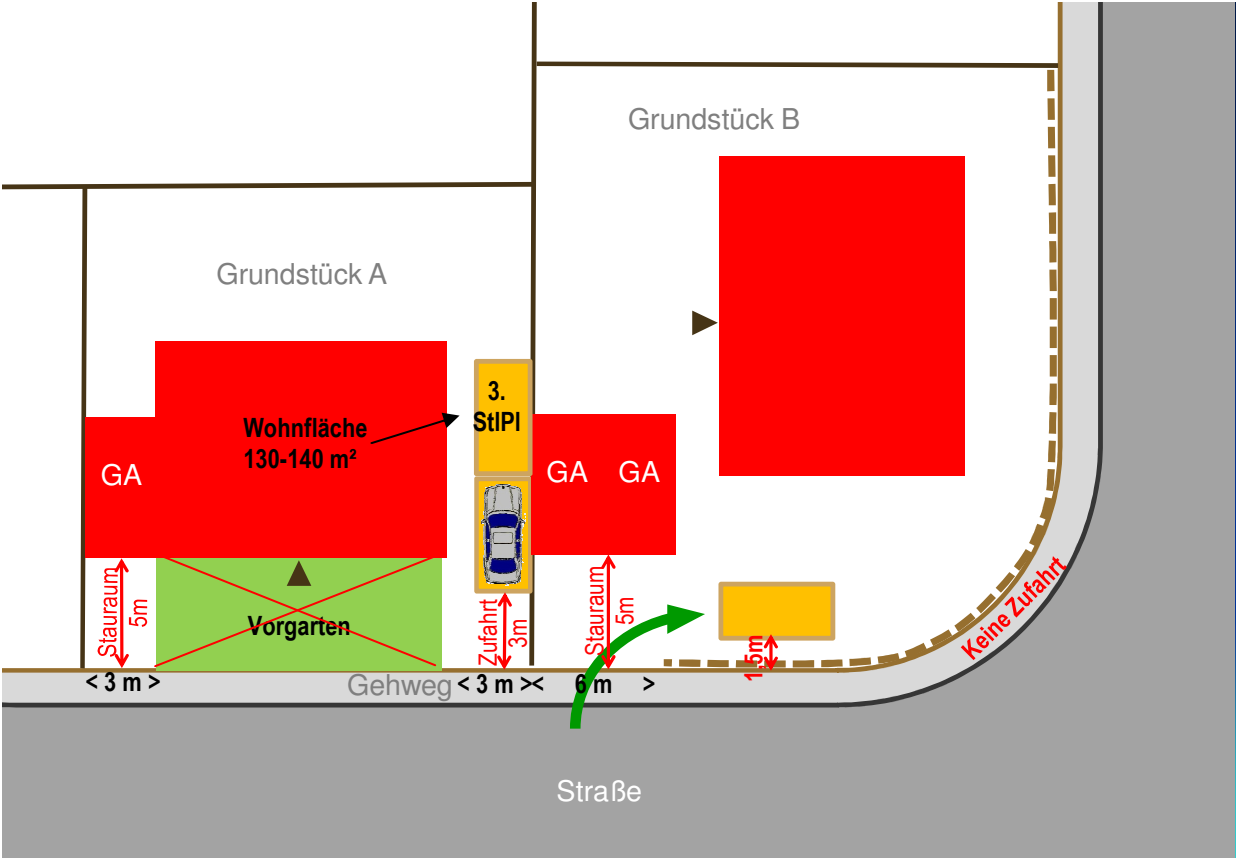 Grundstück B
Grundstück A
3.
StlPl
Wohnfläche
130-140 m²
GA
GA
GA
Stauraum
5m
Vorgarten
Zufahrt
3m
Stauraum
5m
1,5m
Keine Zufahrt
< 3 m >
Gehweg
< 3 m >
< 6 m >
Straße